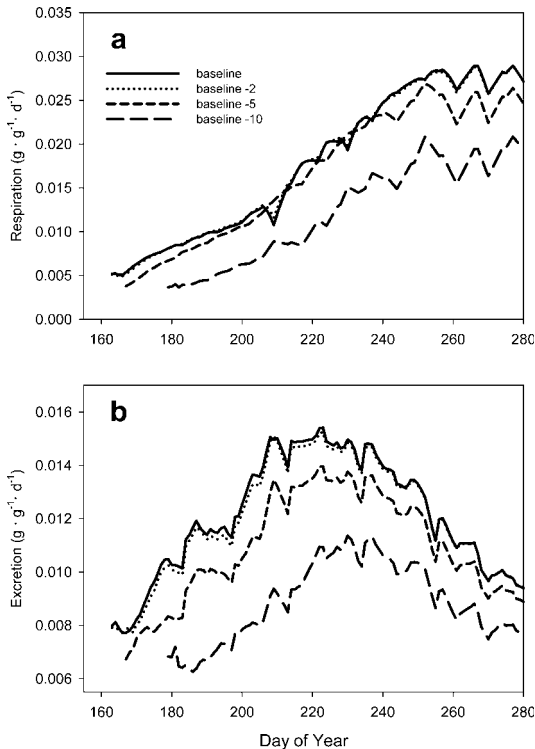 0.035
a
0.030
baseline
baseline -2
baseline -5
baseline -10
0.025
0.020
0.015
0.010
0.005
0.000
Respiration (g · g⁻¹· d⁻¹)
160 180 200 220 240 260 280
b
0.016
0.014
0.012
0.010
0.008
0.006
Excretion (g · g⁻¹· d⁻¹)
160 180 200 220 240 260 280
Day of Year